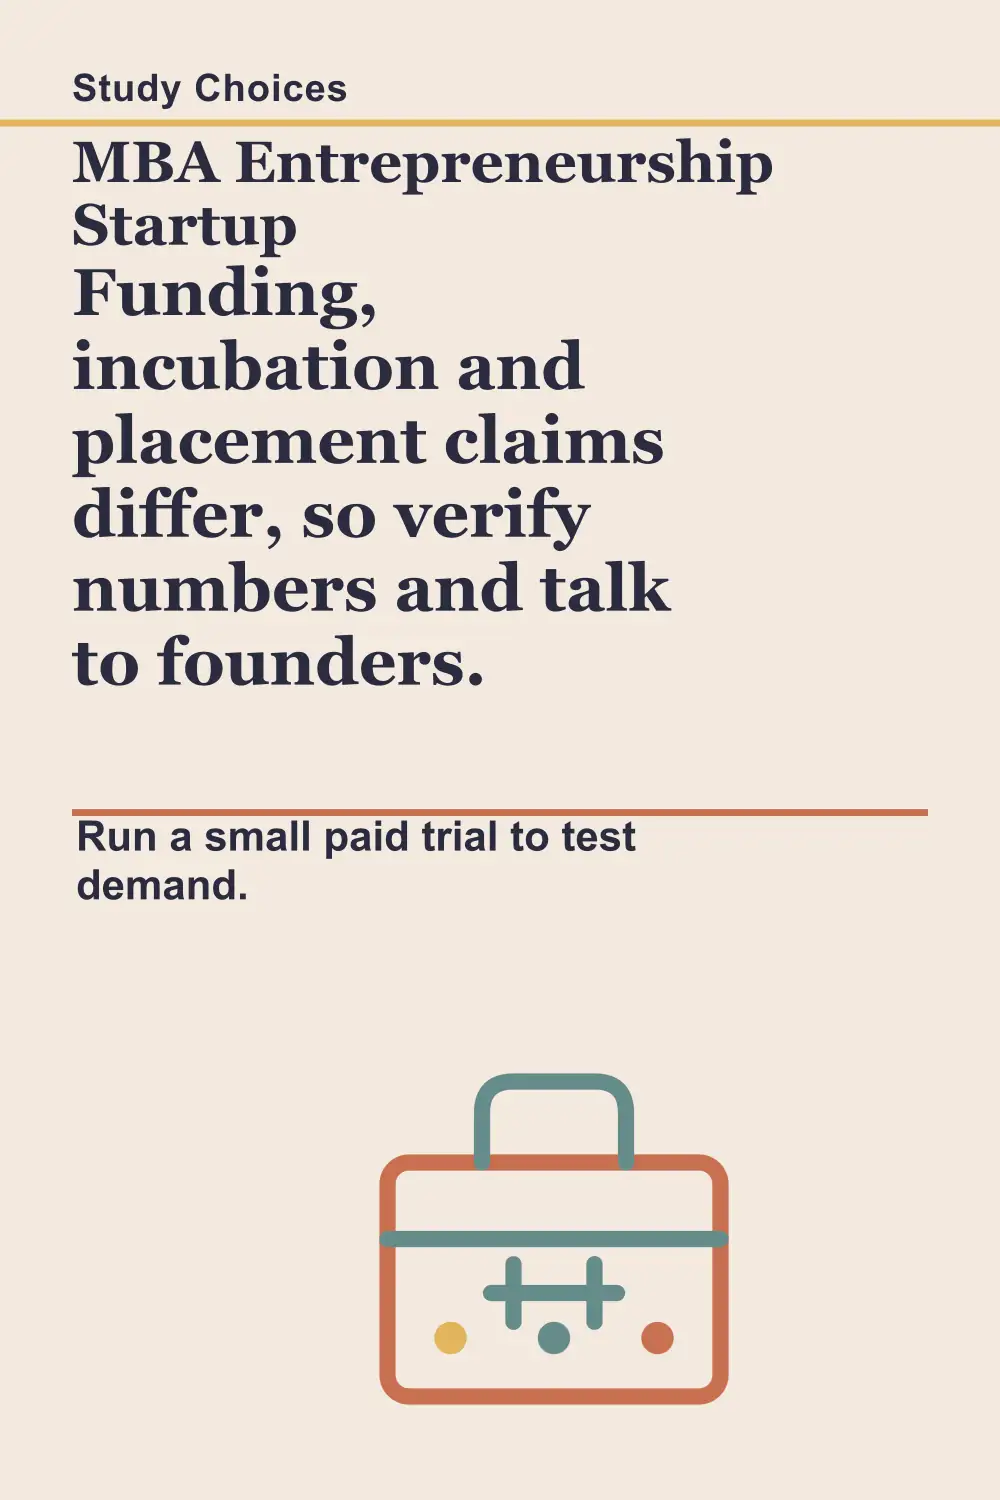 Study Choices
MBA Entrepreneurship
Startup
Funding,
incubation and
placement claims
differ, so verify
numbers and talk
to founders.
Run a small paid trial to test
demand.